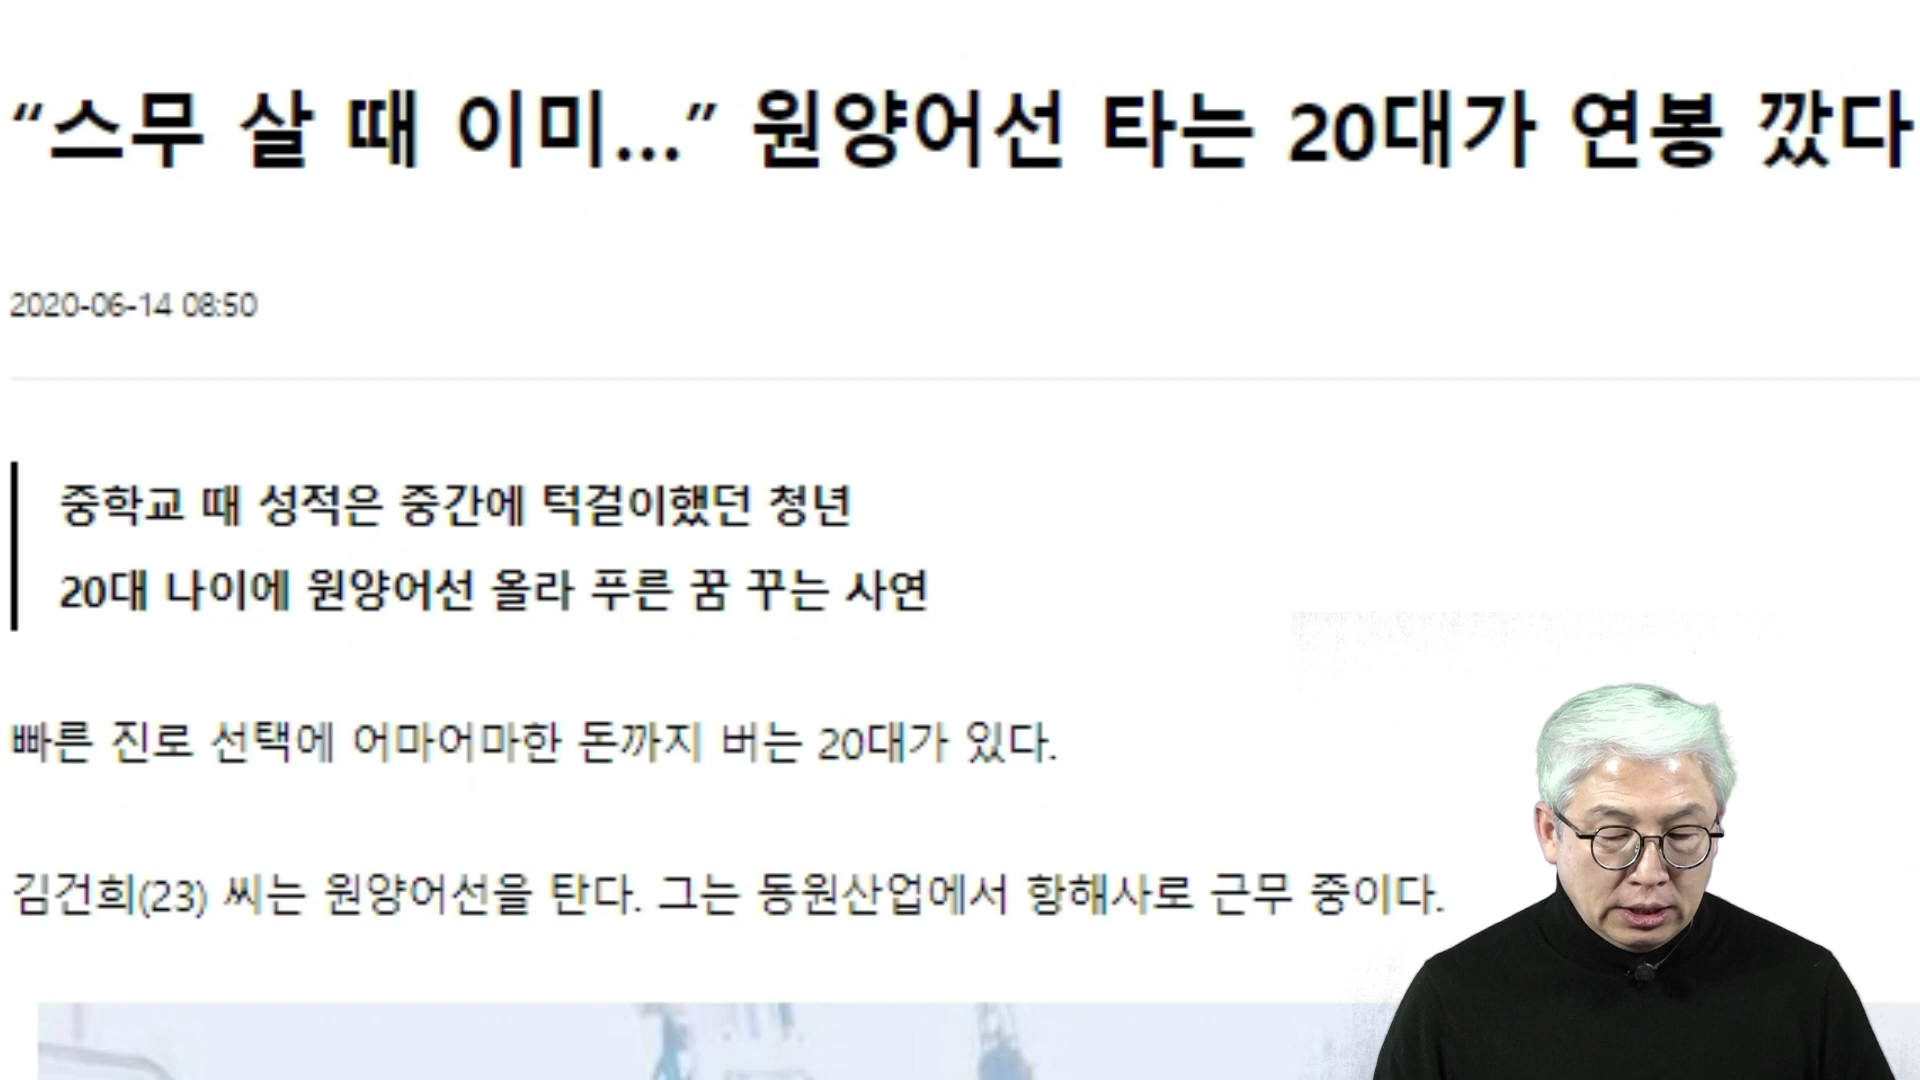 “스무 살 때 이미...” 원양어선 타는 20대가 연봉 깠다
2020-06-14 08:50
중학교 때 성적은 중간에 턱걸이했던 청년
20대 나이에 원양어선 올라 푸른 꿈 꾸는 사연
빠른 진로 선택에 어마어마한 돈까지 버는 20대가 있다.
김건희(23) 씨는 원양어선을 탄다. 그는 동원산업에서 항해사로 근무 중이다.